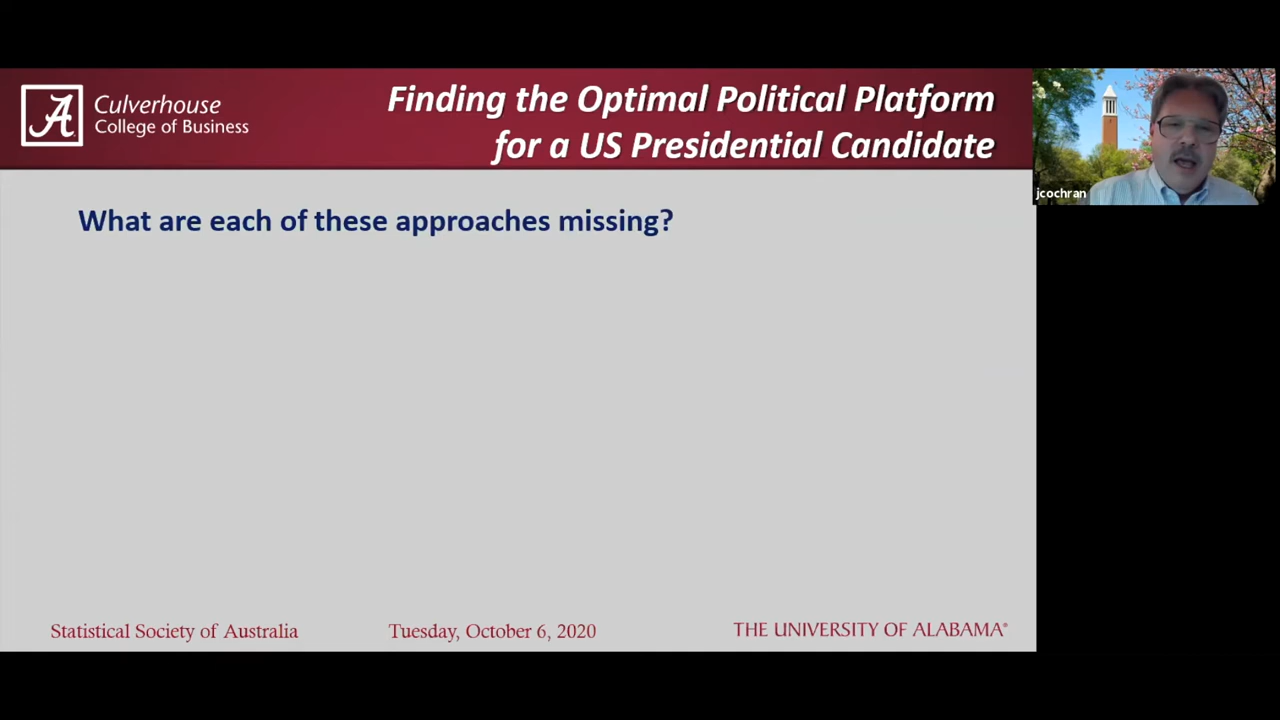 Culverhouse
College of Business
Finding the Optimal Political Platform
for a US Presidential Candidate
jcochran
What are each of these approaches missing?
Statistical Society of Australia
Tuesday, October 6, 2020
THE UNIVERSITY OF ALABAMA®